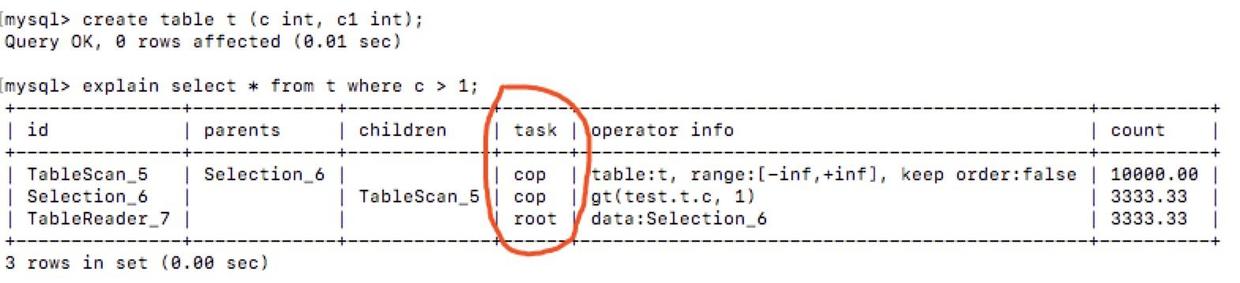 [mysql> create table t (c int, c1 int);
Query OK, 0 rows affected (0.01 sec)
[mysql> explain select * from t where c > 1;
+---------------+-------------+-------------+------+--------------------------------------------+----------+
| id | parents | children | task | operator info | count |
+---------------+-------------+-------------+------+--------------------------------------------+----------+
| TableScan_5 | Selection_6 | | cop | table:t, range:[-inf,+inf], keep order:false | 10000.00 |
| Selection_6 | | TableScan_5 | cop | gt(test.t.c, 1) | 3333.33 |
| TableReader_7 | | | root | data:Selection_6 | 3333.33 |
+---------------+-------------+-------------+------+--------------------------------------------+----------+
3 rows in set (0.00 sec)